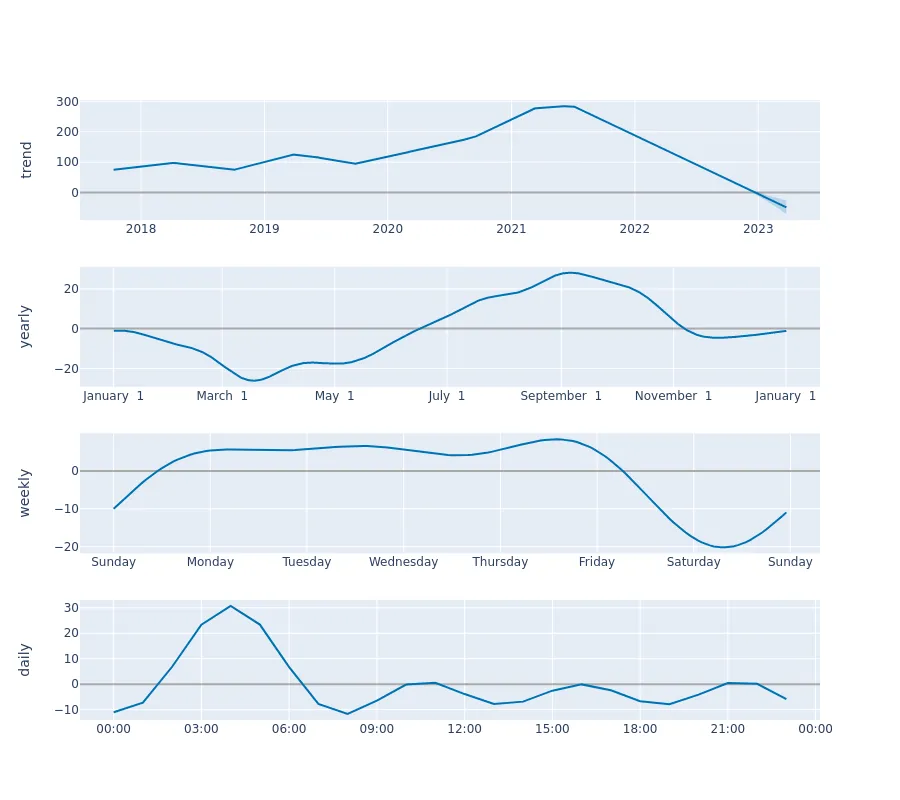 trend
300
200
100
0
2018 2019 2020 2021 2022 2023
yearly
20
0
−20
January 1 March 1 May 1 July 1 September 1 November 1 January 1
weekly
0
−10
−20
Sunday Monday Tuesday Wednesday Thursday Friday Saturday Sunday
daily
30
20
10
0
−10
00:00 03:00 06:00 09:00 12:00 15:00 18:00 21:00 00:00